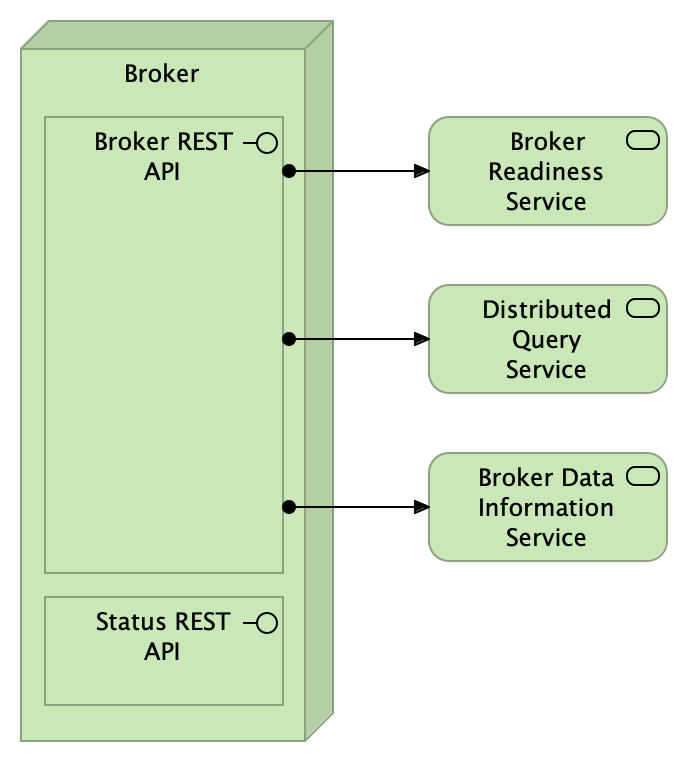 Broker
Broker REST
API
Broker
Readiness
Service
Distributed
Query
Service
Broker Data
Information
Service
Status REST
API